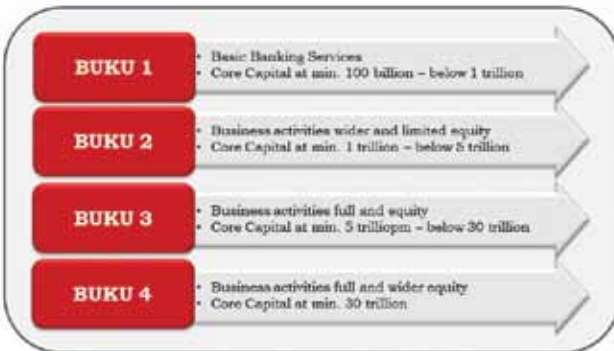 BUKU 1
• Basic Banking Services
• Core Capital at min. 100 billion – below 1 trillion
BUKU 2
• Business activities wider and limited equity
• Core Capital at min. 1 trillion – below 5 trillion
BUKU 3
• Business activities full and equity
• Core Capital at min. 5 trilliopm – below 30 trillion
BUKU 4
• Business activities full and wider equity
• Core Capital at min. 30 trillion